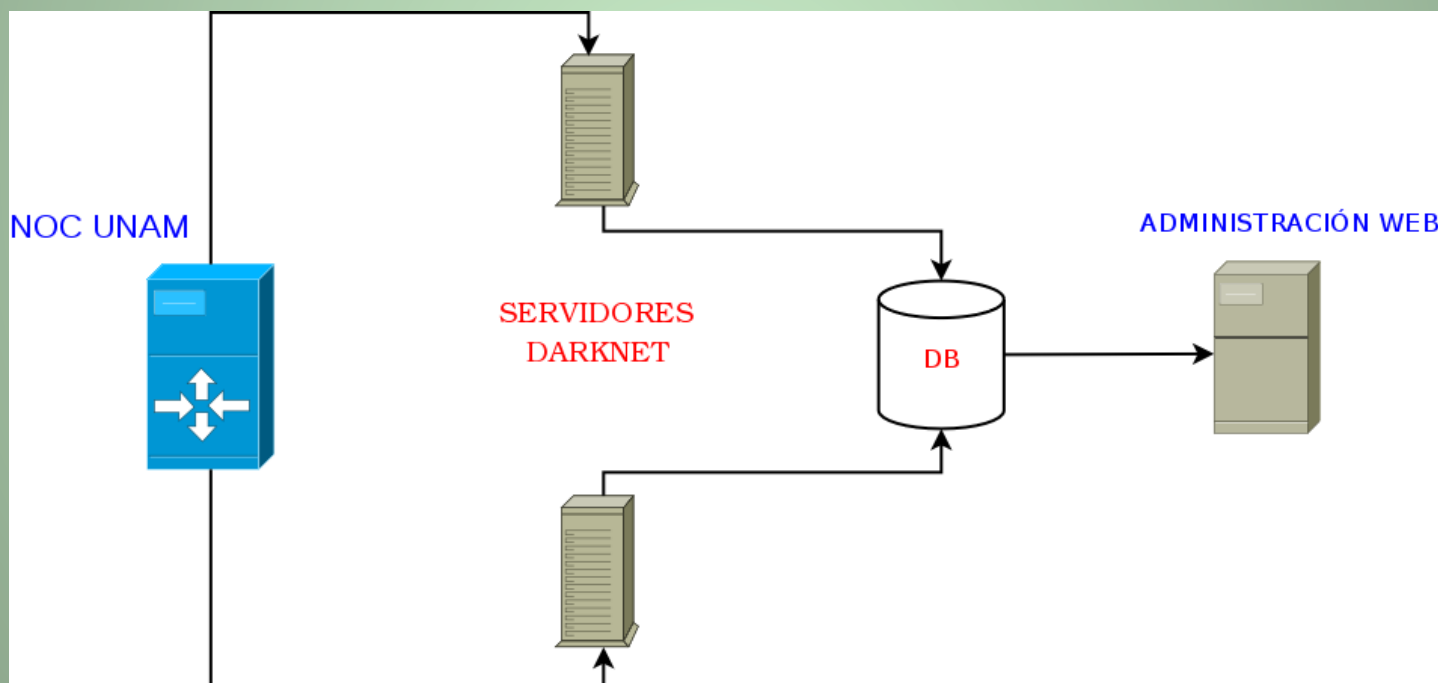 NOC UNAM
ADMINISTRACIÓN WEB
SERVIDORES
DARKNET
DB